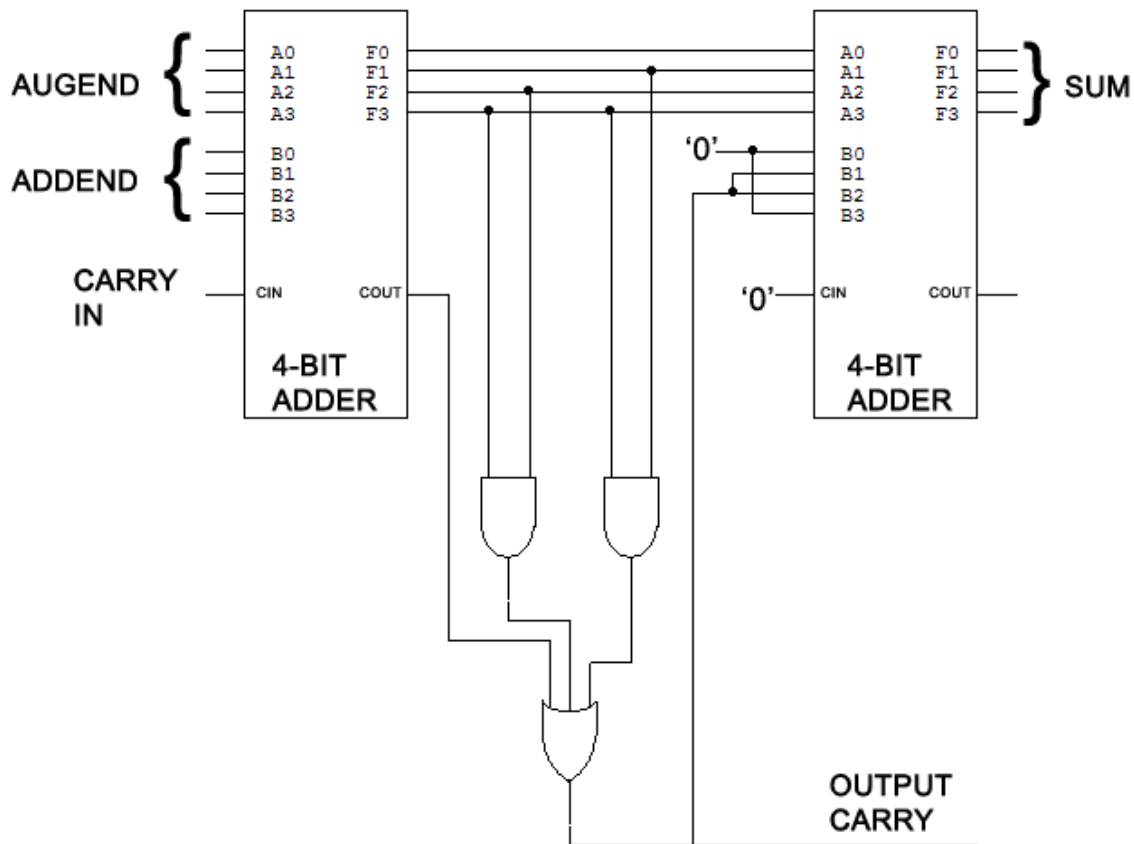 AUGEND
ADDEND
CARRY
IN
A0 F0
A1 F1
A2 F2
A3 F3
B0
B1
B2
B3
CIN COUT
4-BIT
ADDER
'0'
'0'
A0 F0
A1 F1
A2 F2
A3 F3
B0
B1
B2
B3
CIN COUT
4-BIT
ADDER
SUM
OUTPUT
CARRY